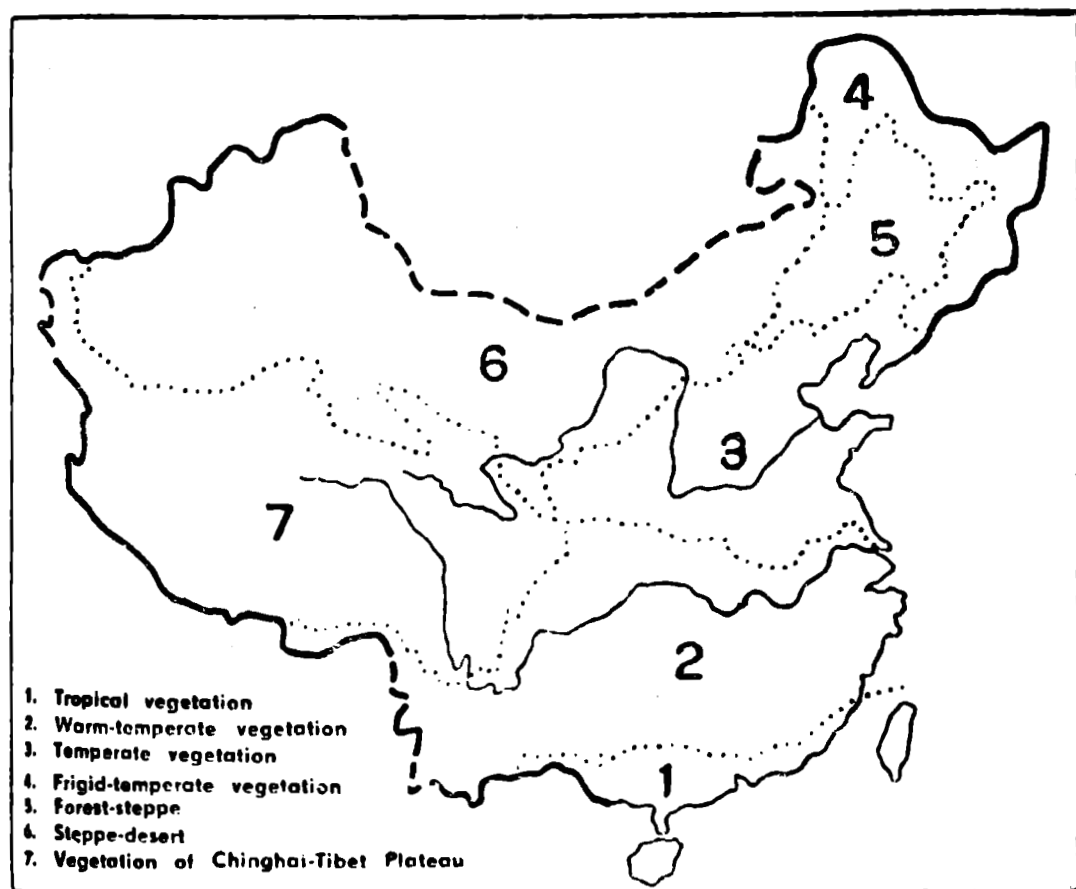 4
5
6
3
7
2
1
1. Tropical vegetation
2. Warm-temperate vegetation
3. Temperate vegetation
4. Frigid-temperate vegetation
5. Forest-steppe
6. Steppe-desert
7. Vegetation of Chinghai-Tibet Plateau